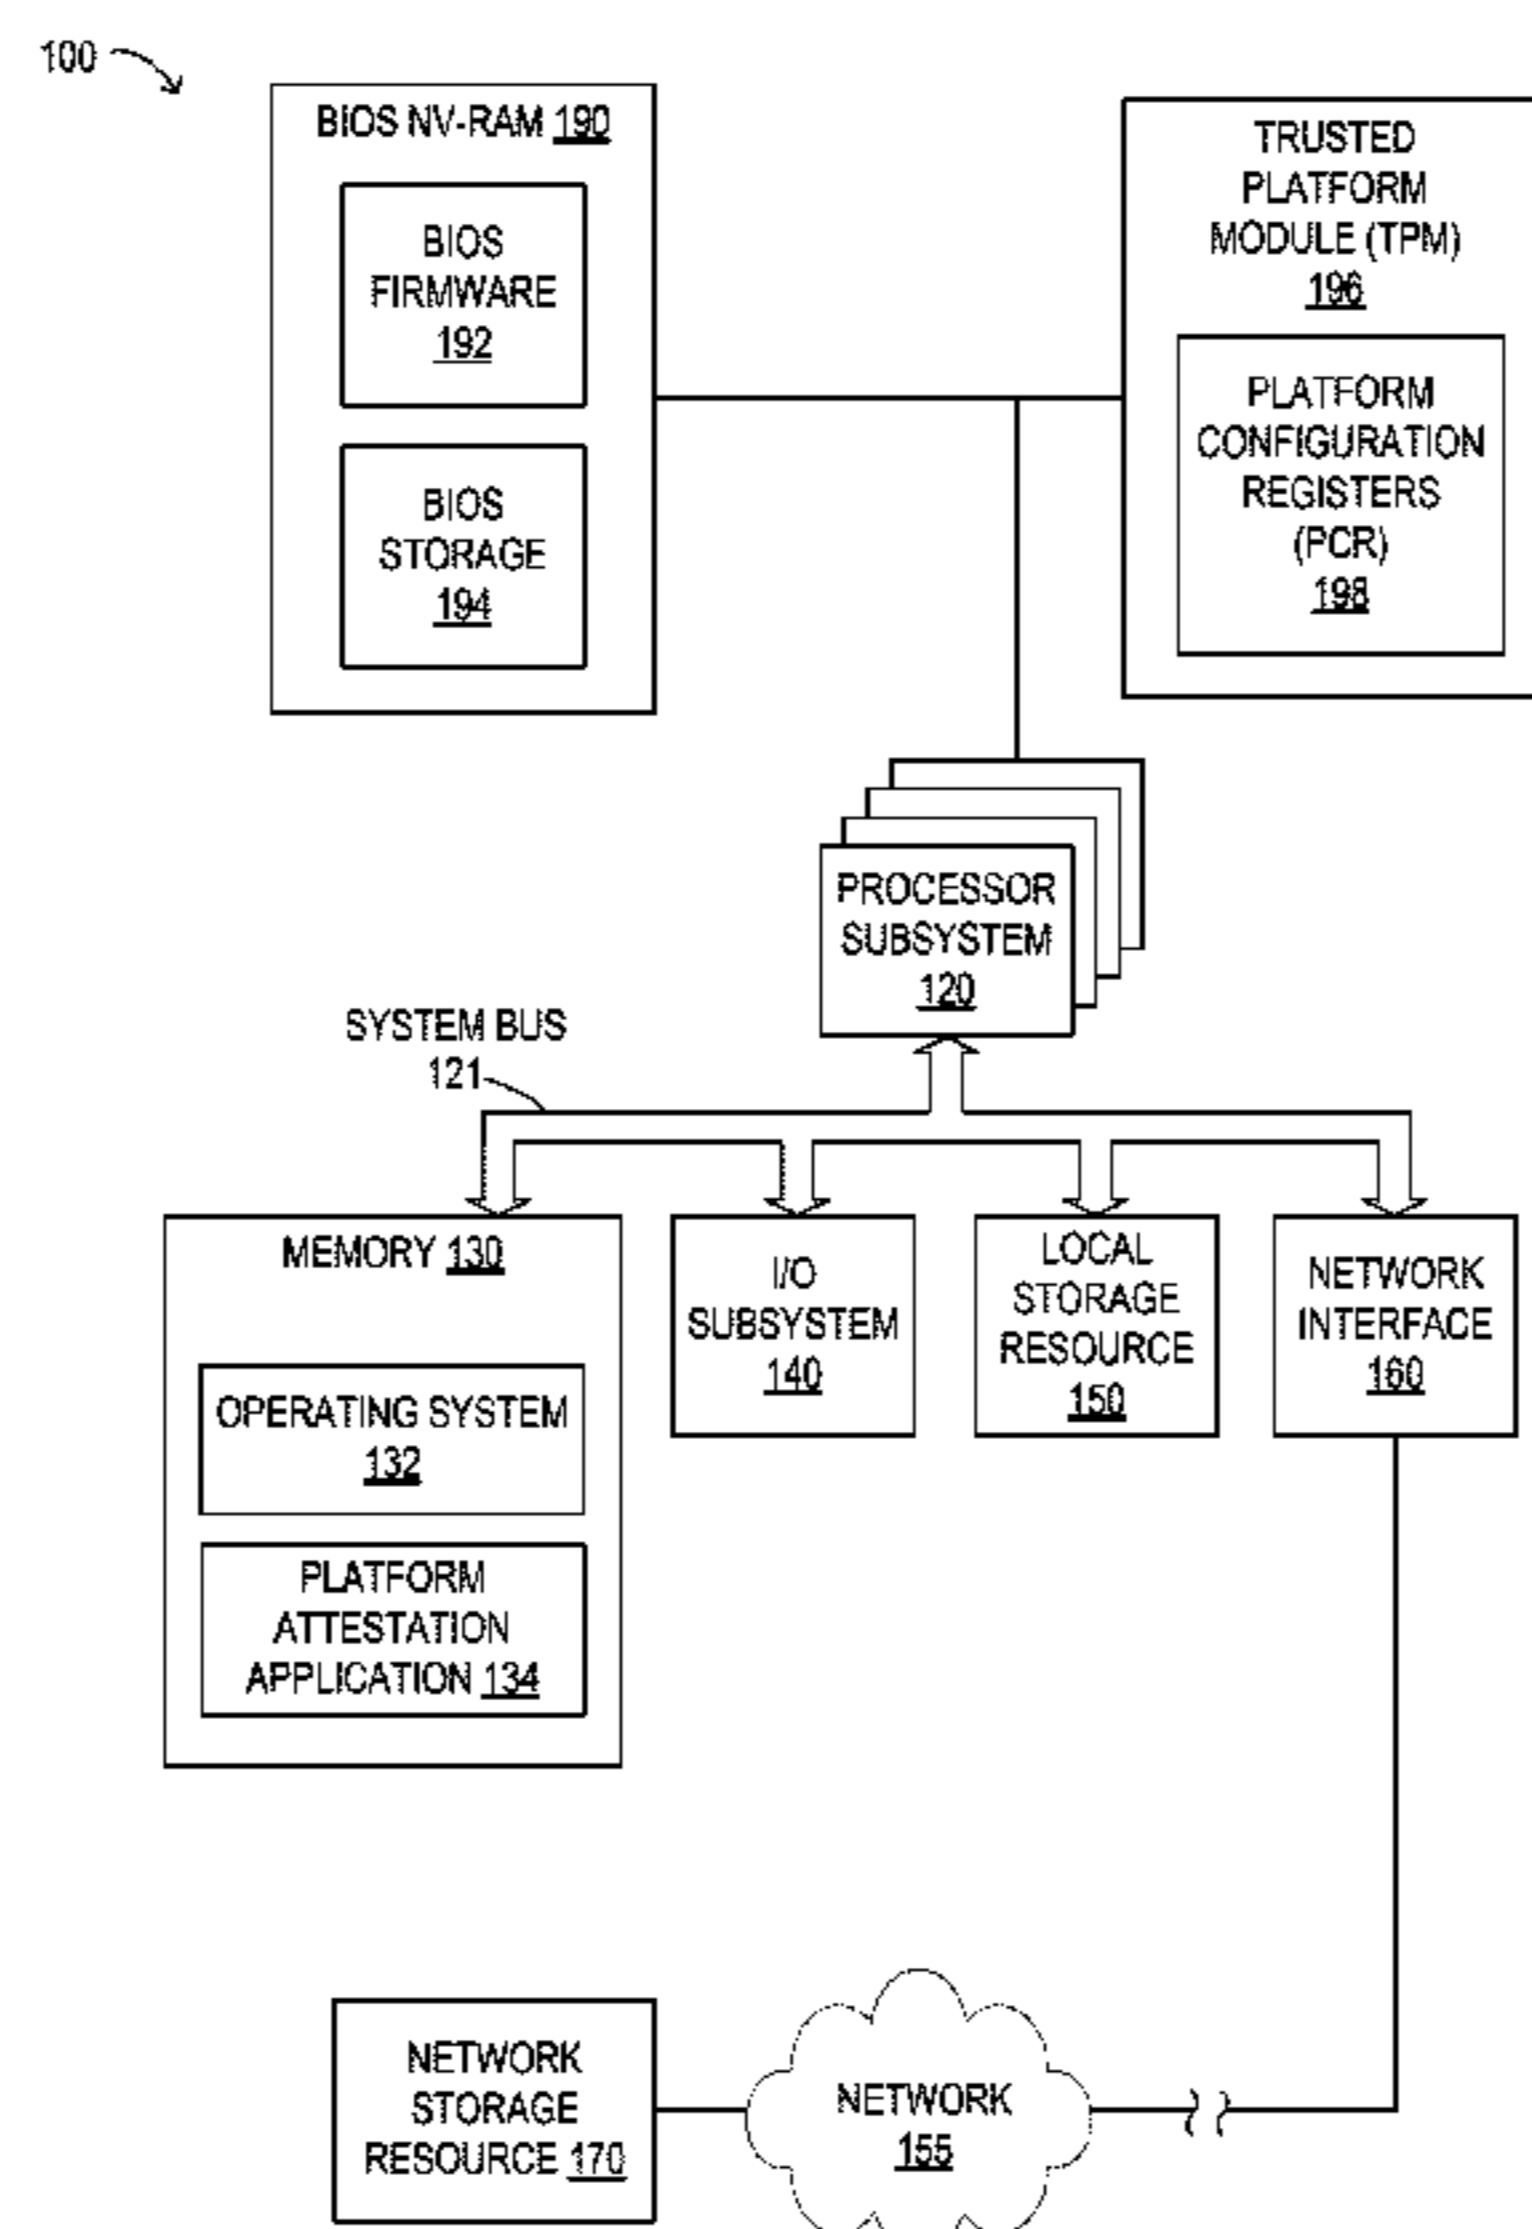 100
BIOS NV-RAM 190
BIOS
FIRMWARE
192
BIOS
STORAGE
194
TRUSTED
PLATFORM
MODULE (TPM)
196
PLATFORM
CONFIGURATION
REGISTERS
(PCR)
198
PROCESSOR
SUBSYSTEM
120
SYSTEM BUS
121
MEMORY 130
OPERATING SYSTEM
132
PLATFORM
ATTESTATION
APPLICATION 134
I/O
SUBSYSTEM
140
LOCAL
STORAGE
RESOURCE
150
NETWORK
INTERFACE
160
NETWORK
STORAGE
RESOURCE 170
NETWORK
155